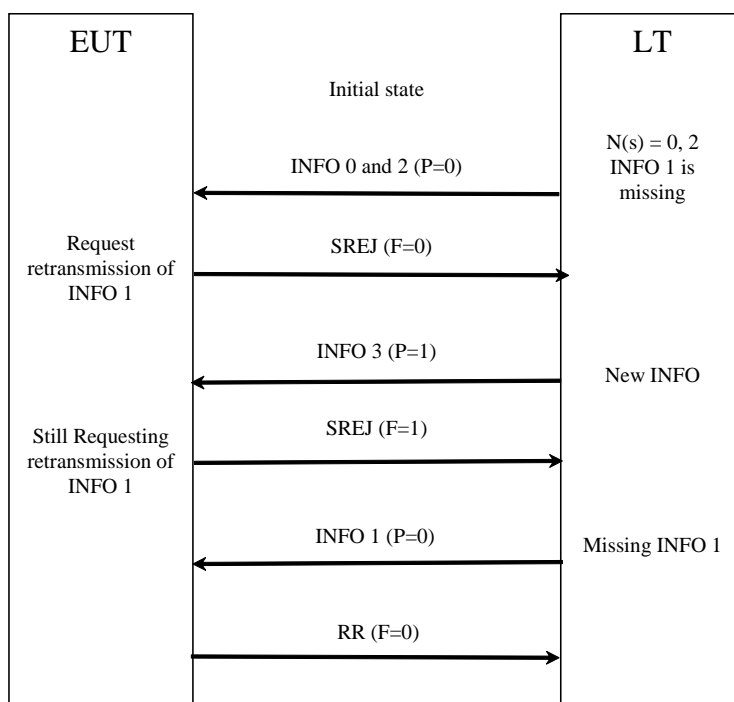 EUT
LT
Initial state
N(s) = 0, 2
INFO 1 is
missing
INFO 0 and 2 (P=0)
Request
retransmission of
INFO 1
SREJ (F=0)
INFO 3 (P=1)
New INFO
Still Requesting
retransmission of
INFO 1
SREJ (F=1)
INFO 1 (P=0)
Missing INFO 1
RR (F=0)